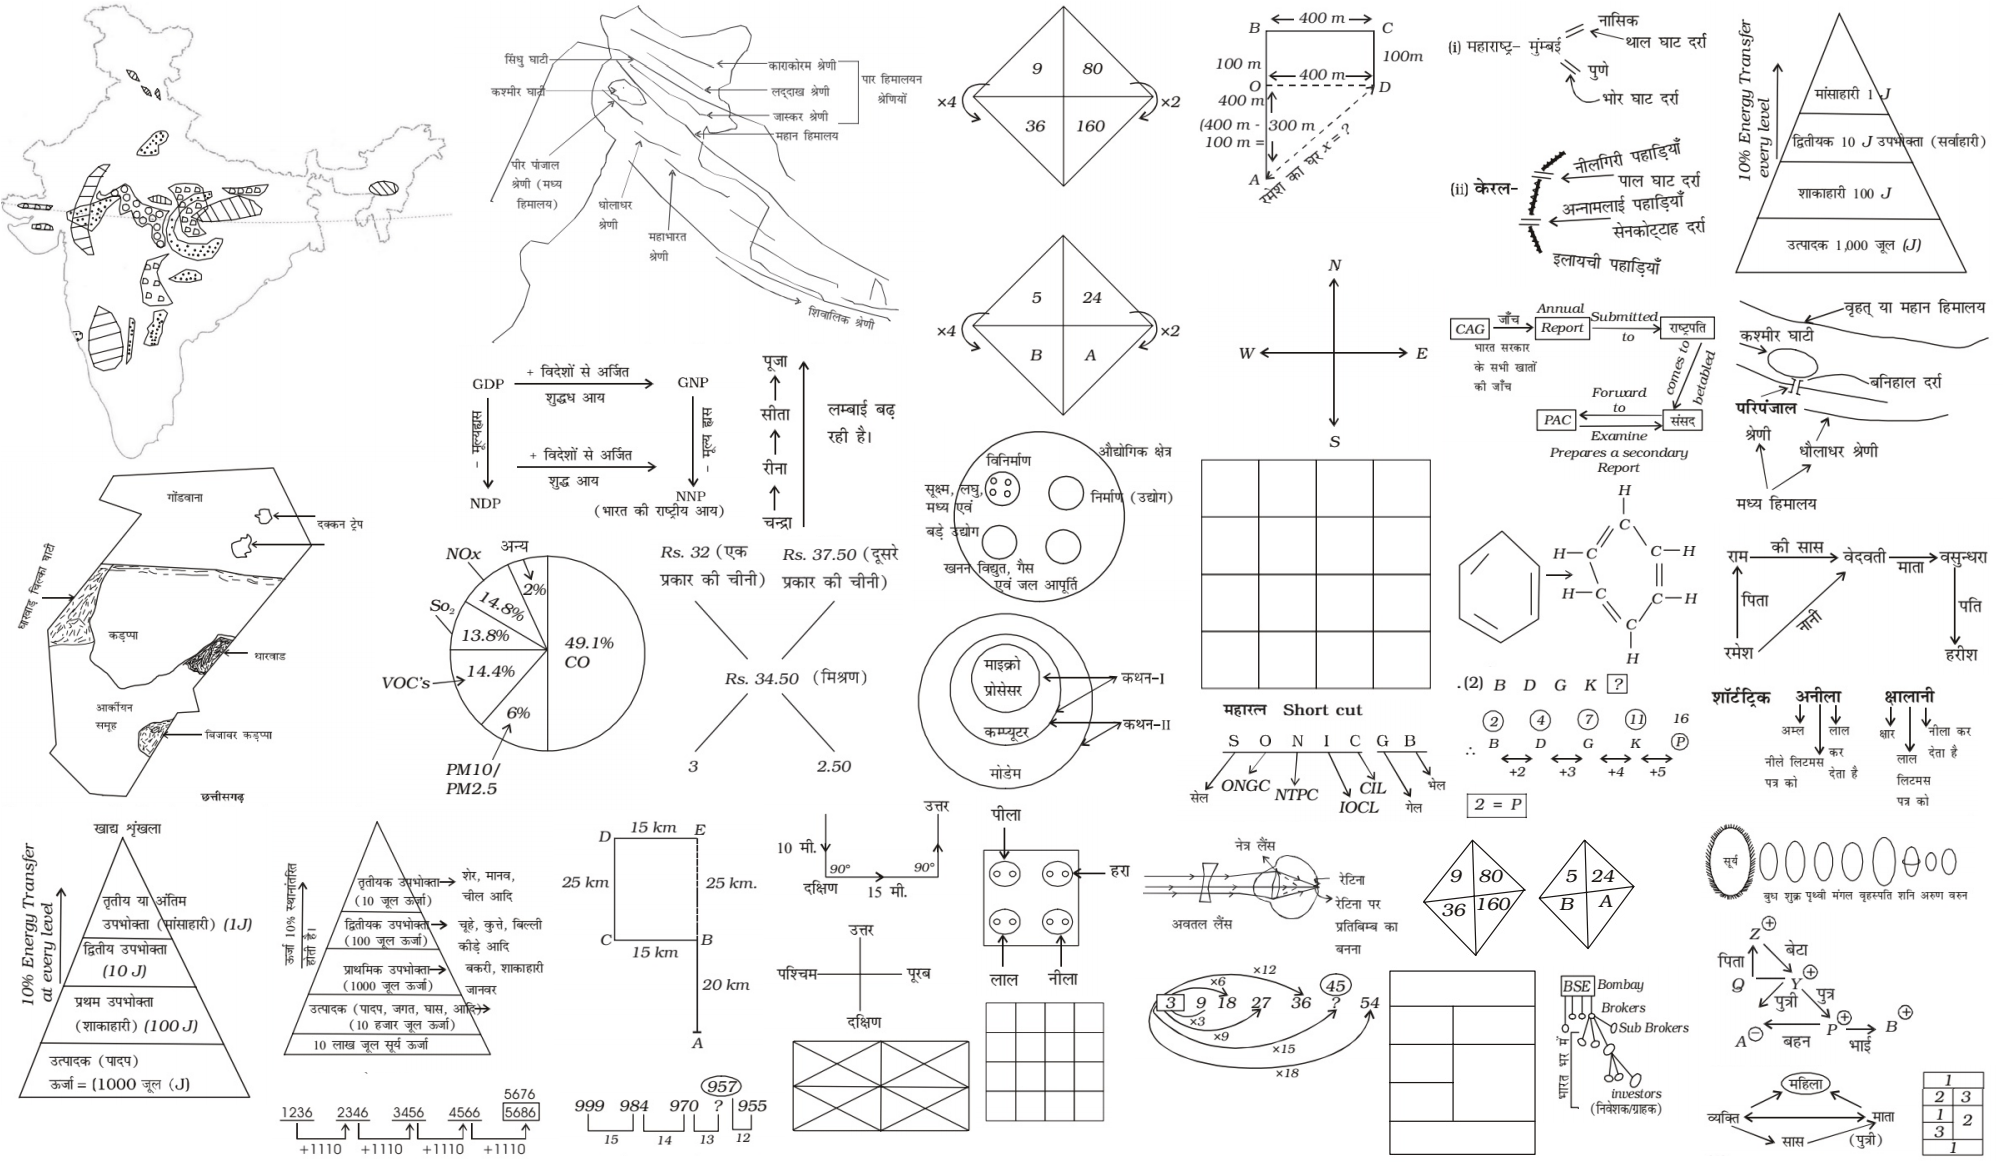 सिंधु घाटी
कश्मीर घाटी
काराकोरम श्रेणी
लद्दाख श्रेणी
जास्कर श्रेणी
महान हिमालय
पार हिमालयन
श्रेणियों
पीर पांजाल
श्रेणी (मध्य
हिमालय)
धोलाधर
श्रेणी
महाभारत
श्रेणी
शिवालिक श्रेणी
9 80
36 160
×4 ×2
B 400 m C
100 m 100m
400 m
O D
400 m
(400 m - 300 m
100 m =
A
रमेश का घर x = ?
(i) महाराष्ट्र- मुंम्बई
नासिक
थाल घाट दर्रा
पुणे
भोर घाट दर्रा
(ii) केरल-
नीलगिरी पहाड़ियाँ
पाल घाट दर्रा
अन्नामलाई पहाड़ियाँ
सेनकोट्टाह दर्रा
इलायची पहाड़ियाँ
10% Energy Transfer
every level
मांसाहारी 1 J
द्वितीयक 10 J उपभोक्ता (सर्वाहारी)
शाकाहारी 100 J
उत्पादक 1,000 जूल (J)
5 24
B A
×4 ×2
N
W E
S
CAG
जाँच
Annual
Report
Submitted
to
राष्ट्रपति
भारत सरकार
के सभी खातों
की जाँच
comes to
betabled
Forward
to
PAC
संसद
Examine
Prepares a secondary
Report
वृहत् या महान हिमालय
कश्मीर घाटी
बनिहाल दर्रा
परिपंजाल
श्रेणी
धौलाधर श्रेणी
मध्य हिमालय
GDP
+ विदेशों से अर्जित
शुद्धध आय
GNP
- मूल्यह्रास
- मूल्य ह्रास
+ विदेशों से अर्जित
शुद्ध आय
NDP
NNP
(भारत की राष्ट्रीय आय)
पूजा
सीता
रीना
चन्द्रा
लम्बाई बढ़
रही है।
विनिर्माण
औद्योगिक क्षेत्र
सूक्ष्म, लघु,
मध्य एवं
बड़े उद्योग
निर्माण (उद्योग)
खनन विद्युत, गैस
एवं जल आपूर्ति
गोंडवाना
दक्कन ट्रेप
कड़प्पा
धारवाड
आर्कीयन
समूह
बिजावर कड़प्पा
छत्तीसगढ़
NOx
अन्य
2%
14.8%
So2
13.8%
49.1%
CO
VOC's
14.4%
6%
PM10/
PM2.5
Rs. 32 (एक
प्रकार की चीनी)
Rs. 37.50 (दूसरे
प्रकार की चीनी)
Rs. 34.50 (मिश्रण)
3 2.50
माइक्रो
प्रोसेसर
कम्प्यूटर
मोडेम
कथन-I
कथन-II
H
C
H C C H
H C C H
C
H
राम
की सास
वेदवती
माता
वसुन्धरा
पिता
नानी
पति
रमेश
हरीश
.(2) B D G K ?
2 4 7 11 16
∴ B D G K P
+2 +3 +4 +5
2 = P
महारत्न Short cut
S O N I C G B
सेल
ONGC
NTPC
IOCL
CIL
गेल
भेल
शॉर्टट्रिक
अनीला
क्षालानी
अम्ल
लाल
नीले लिटमस
पत्र को
कर
देता है
क्षार
लाल
लिटमस
पत्र को
नीला कर
देता है
खाद्य शृंखला
10% Energy Transfer
at every level
तृतीय या अंतिम
उपभोक्ता (मांसाहारी) (1J)
द्वितीय उपभोक्ता
(10 J)
प्रथम उपभोक्ता
(शाकाहारी) (100 J)
उत्पादक (पादप)
ऊर्जा = (1000 जूल (J)
ऊर्जा 10% स्थानांतरित
होती है।
तृतीयक उपभोक्ता
(10 जूल ऊर्जा)
शेर, मानव,
चील आदि
द्वितीयक उपभोक्ता
(100 जूल ऊर्जा)
चूहे, कुत्ते, बिल्ली
कीड़े आदि
प्राथमिक उपभोक्ता
(1000 जूल ऊर्जा)
बकरी, शाकाहारी
जानवर
उत्पादक (पादप, जगत, घास, आदि)
(10 हजार जूल ऊर्जा)
10 लाख जूल सूर्य ऊर्जा
D 15 km E
25 km 25 km.
C 15 km B
20 km
A
उत्तर
10 मी.
90° 90°
दक्षिण 15 मी.
उत्तर
पश्चिम पूरब
दक्षिण
पीला
हरा
लाल
नीला
नेत्र लैंस
रेटिना
रेटिना पर
प्रतिबिम्ब का
बनना
अवतल लैंस
9 80
36 160
5 24
B A
सूर्य
बुध शुक्र पृथ्वी मंगल वृहस्पति शनि अरुण वरुन
×12
×6
45
3 9 18 27 36 ? 54
×3
×9
×15
×18
BSE Bombay
Brokers
Sub Brokers
भारत भर में
investors
(निवेशक/ग्राहक)
Z +
पिता
बेटा
Q Y +
पुत्री
पुत्र
A − P + B +
बहन
भाई
1236 2346 3456 4566 5676
5686
+1110 +1110 +1110 +1110
957
999 984 970 ? 955
15 14 13 12
महिला
व्यक्ति
माता
सास
(पुत्री)
1
2 3
1 2
3
1